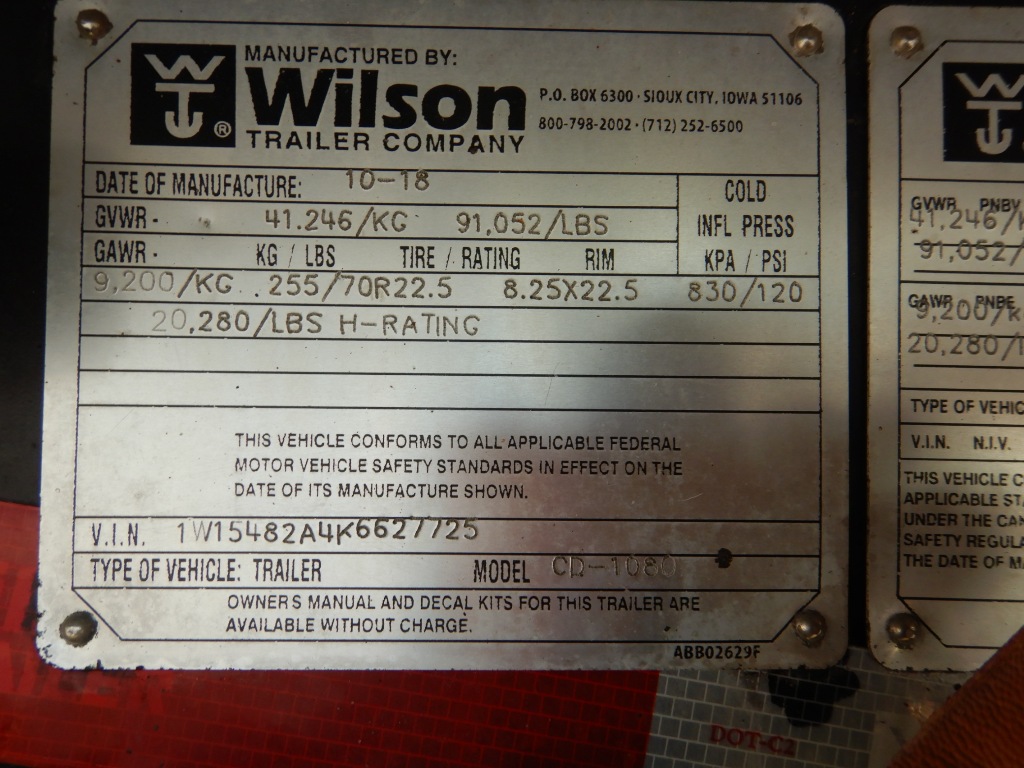 MANUFACTURED BY:
WT ®
Wilson
TRAILER COMPANY
P.O. BOX 6300 · SIOUX CITY, IOWA 51106
800-798-2002 · (712) 252-6500
DATE OF MANUFACTURE: 10-18
GVWR - 41.246/KG 91,052/LBS
COLD
INFL PRESS
KPA / PSI
GAWR - KG / LBS TIRE / RATING RIM
9,200/KG 255/70R22.5 8.25X22.5 830/120
20,280/LBS H-RATING
THIS VEHICLE CONFORMS TO ALL APPLICABLE FEDERAL
MOTOR VEHICLE SAFETY STANDARDS IN EFFECT ON THE
DATE OF ITS MANUFACTURE SHOWN.
V.I.N. 1W15482A4K6627725
TYPE OF VEHICLE: TRAILER MODEL CD-1080
OWNER'S MANUAL AND DECAL KITS FOR THIS TRAILER ARE
AVAILABLE WITHOUT CHARGE.
ABB02629F
WT
GVWR PNBV
41,246/K
91,052/
GAWR PNBE
9,200/K
20,280/
TYPE OF VEHIC
V.I.N. N.I.V.
THIS VEHICLE C
APPLICABLE STA
UNDER THE CAN
SAFETY REGULA
THE DATE OF MA
DOT-C2